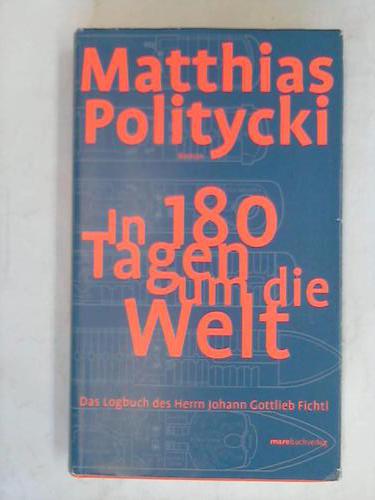 Matthias
Politycki
Roman
In 180
Tagen
um die
Welt
Das Logbuch des Herrn Johann Gottlieb Fichtl
marebuchverlag